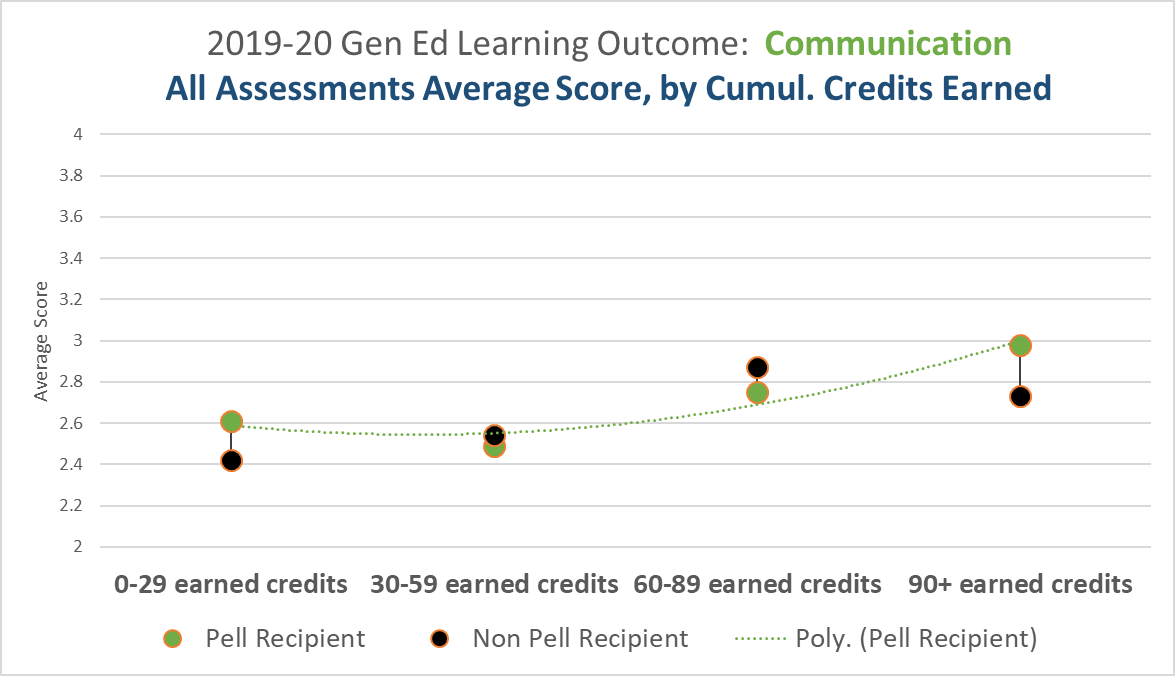 2019-20 Gen Ed Learning Outcome: Communication
All Assessments Average Score, by Cumul. Credits Earned
4
3.8
3.6
3.4
3.2
3
2.8
2.6
2.4
2.2
2
Average Score
0-29 earned credits 30-59 earned credits 60-89 earned credits 90+ earned credits
Pell Recipient Non Pell Recipient Poly. (Pell Recipient)